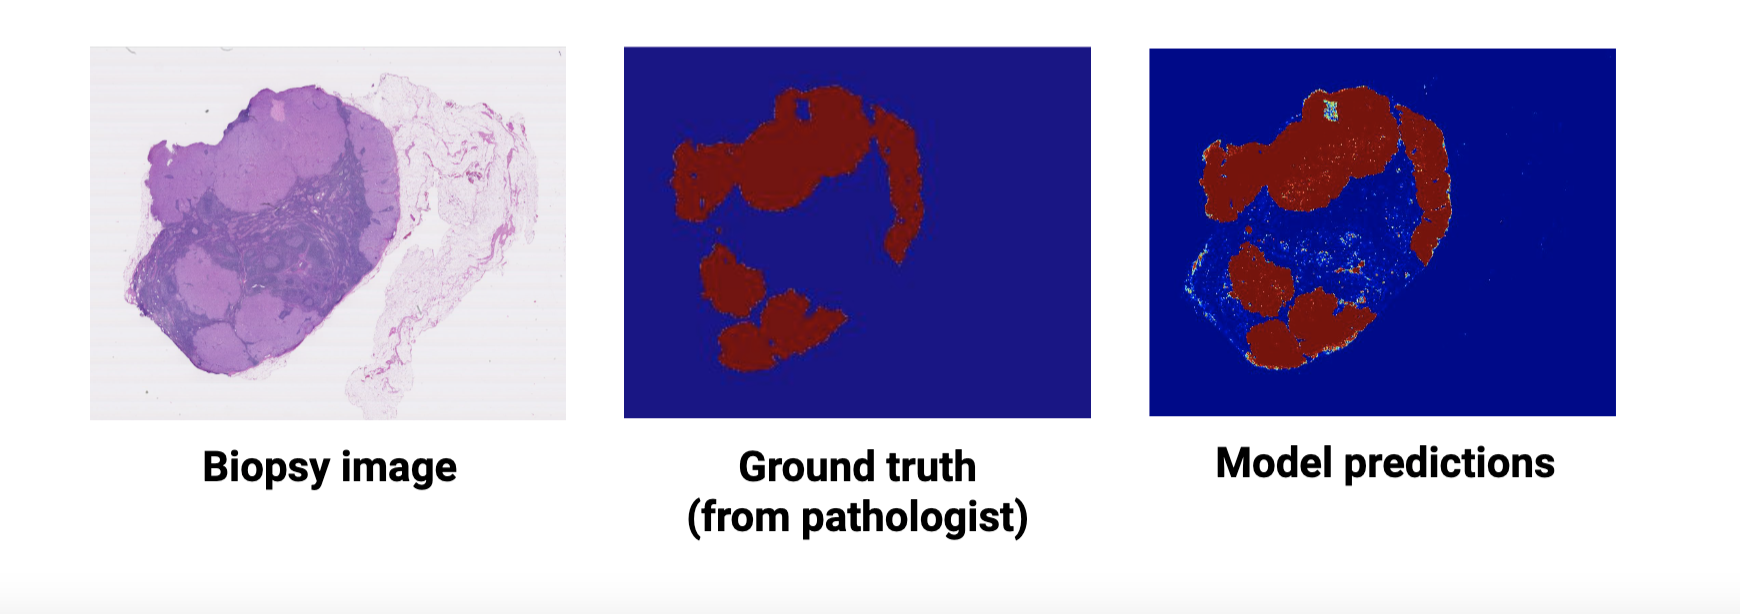 Biopsy image
Ground truth
(from pathologist)
Model predictions